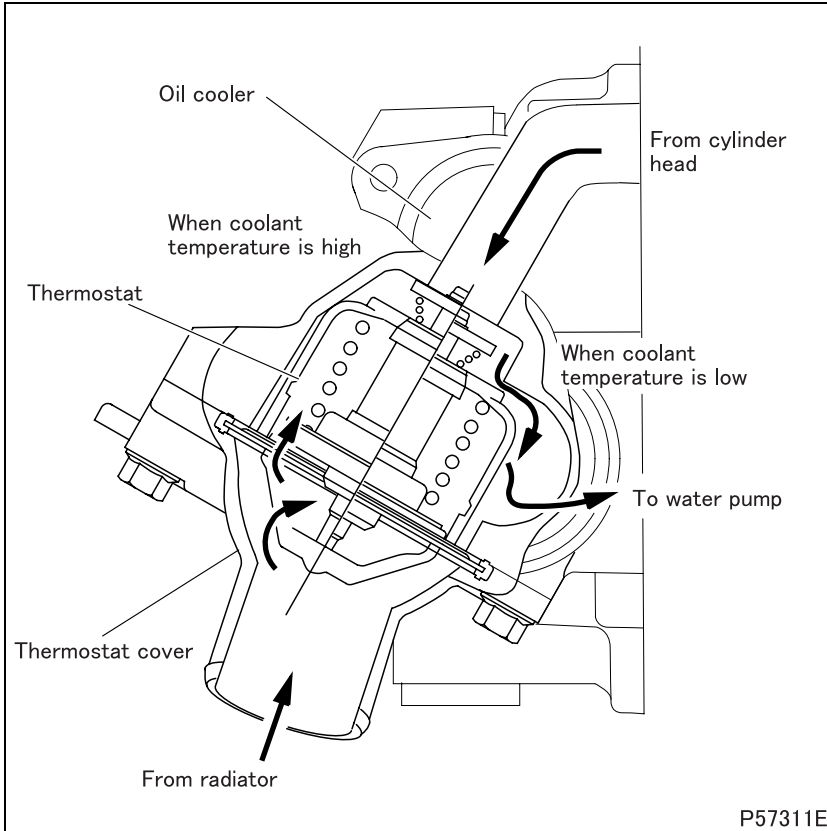 Oil cooler
From cylinder
head
When coolant
temperature is high
Thermostat
When coolant
temperature is low
To water pump
Thermostat cover
From radiator
P57311E